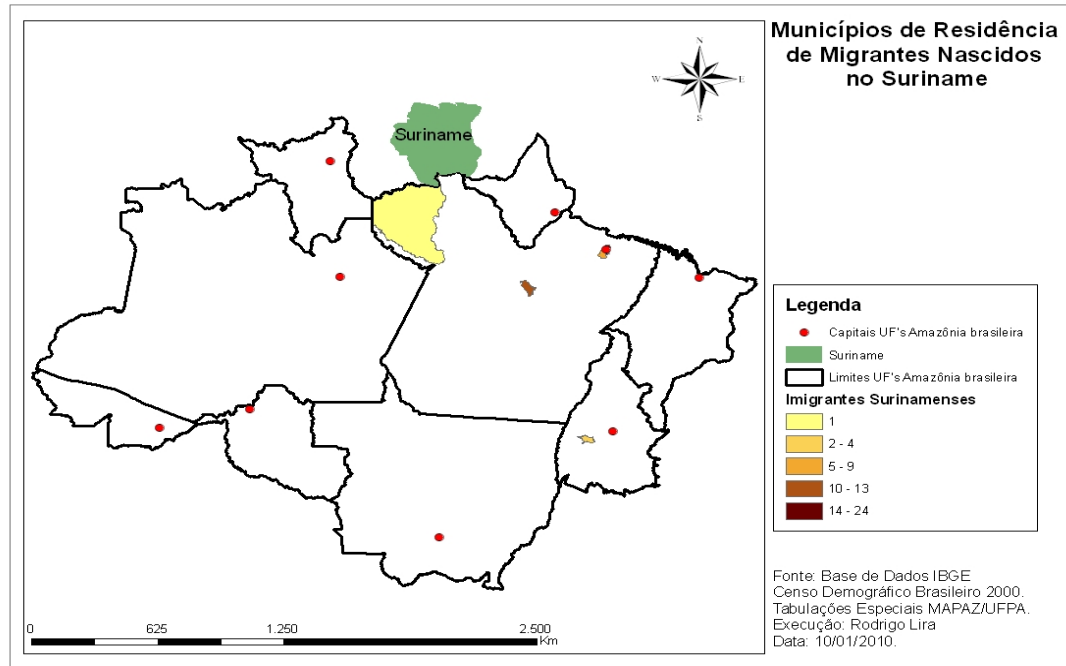 Municípios de Residência
de Migrantes Nascidos
no Suriname
N
W
E
S
Suriname
Legenda
Capitais UF's Amazônia brasileira
Suriname
Limites UF's Amazônia brasileira
Imigrantes Surinamenses
1
2 - 4
5 - 9
10 - 13
14 - 24
Fonte: Base de Dados IBGE
Censo Demográfico Brasileiro 2000.
Tabulações Especiais MAPAZ/UFPA.
Execução: Rodrigo Lira
Data: 10/01/2010.
0 625 1.250 2.500
Km